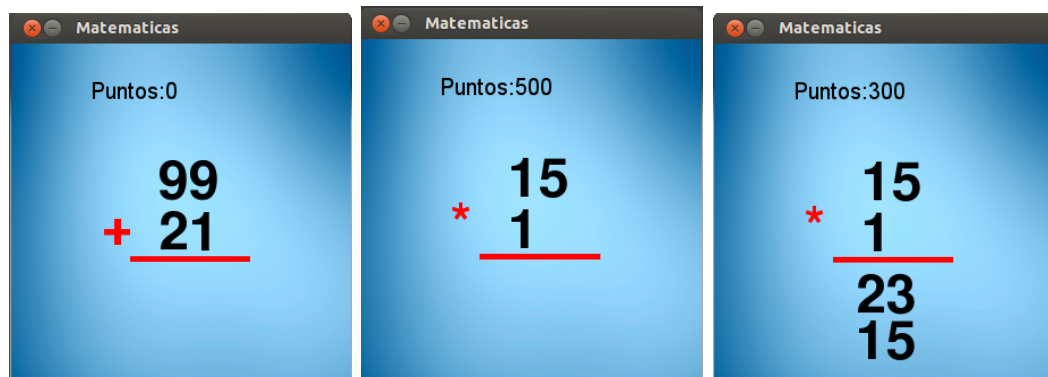 Matematicas
Puntos:0
99
+ 21
Matematicas
Puntos:500
15
* 1
Matematicas
Puntos:300
15
* 1
23
15